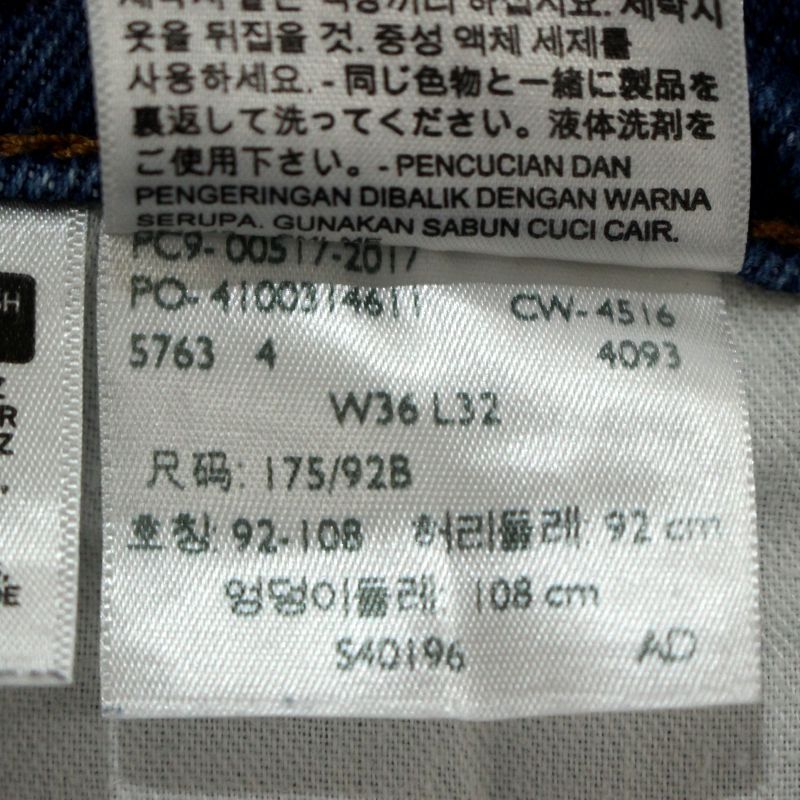 옷을 뒤집을 것. 중성 액체 세제를
사용하세요. - 同じ色物と一緒に製品を
裏返して洗ってください。液体洗剤を
ご使用下さい。- PENCUCIAN DAN
PENGERINGAN DIBALIK DENGAN WARNA
SERUPA. GUNAKAN SABUN CUCI CAIR.
PC9- 00517-2017
PO- 4100314611 CW- 4516
5763 4 4093
W36 L32
尺码: 175/92B
호칭: 92-108 허리둘레: 92 cm
엉덩이둘레: 108 cm
S40196 AD